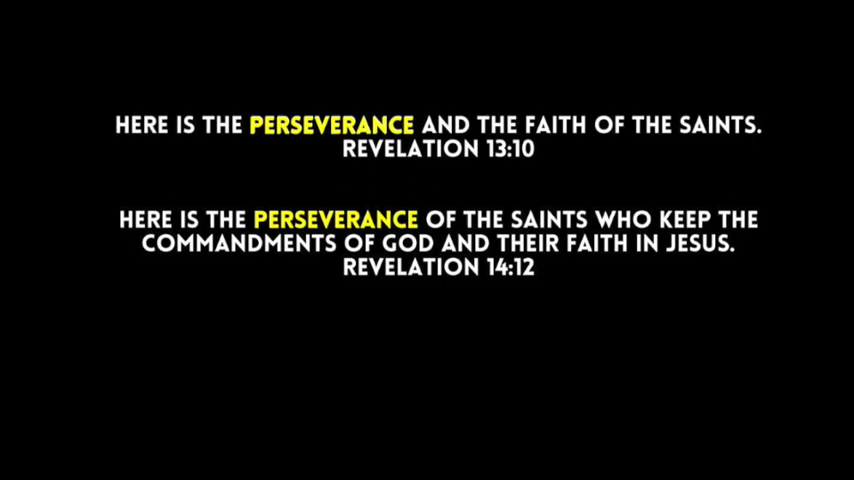 HERE IS THE PERSEVERANCE AND THE FAITH OF THE SAINTS.
REVELATION 13:10
HERE IS THE PERSEVERANCE OF THE SAINTS WHO KEEP THE
COMMANDMENTS OF GOD AND THEIR FAITH IN JESUS.
REVELATION 14:12